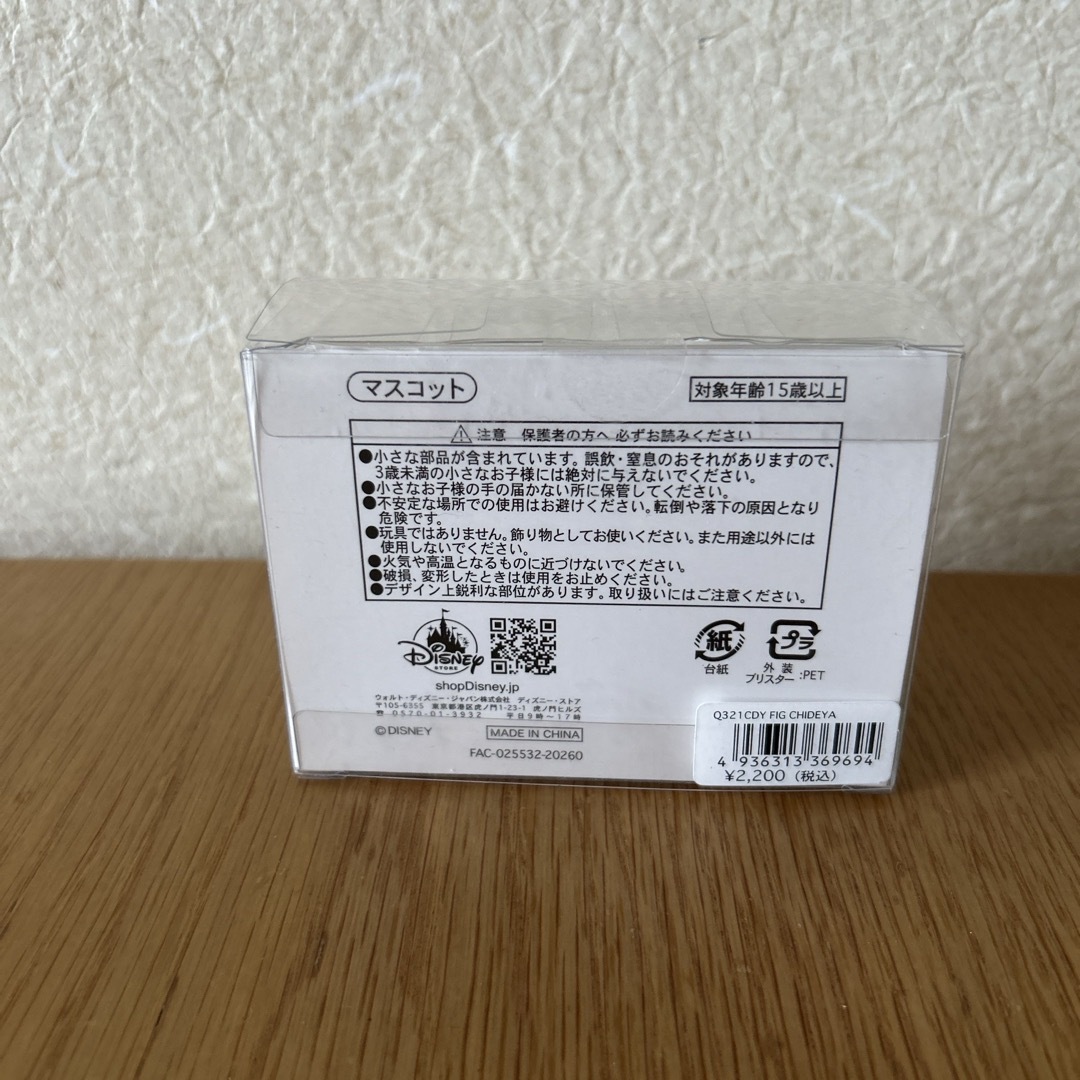 マスコット
対象年齢15歳以上
注意 保護者の方へ 必ずお読みください
●小さな部品が含まれています。誤飲・窒息のおそれがありますので、
3歳未満の小さなお子様には絶対に与えないでください。
●小さなお子様の手の届かない所に保管してください。
●不安定な場所での使用はお避けください。転倒や落下の原因となり
危険です。
●玩具ではありません。飾り物としてお使いください。また用途以外には
使用しないでください。
●火気や高温となるものに近づけないでください。
●破損、変形したときは使用をお止めください。
●デザイン上鋭利な部位があります。取り扱いにはご注意ください。
Disney
STORE
shopDisney.jp
紙
台紙
プラ
外装
ブリスター:PET
ウォルト・ディズニー・ジャパン株式会社 ディズニー・ストア
〒105-6355 東京都港区虎ノ門1-23-1 虎ノ門ヒルズ
☎ 0570-01-3932 平日9時〜17時
©DISNEY
MADE IN CHINA
FAC-025532-20260
Q321CDY FIG CHIDEYA
4 936313 369694
¥2,200 (税込)